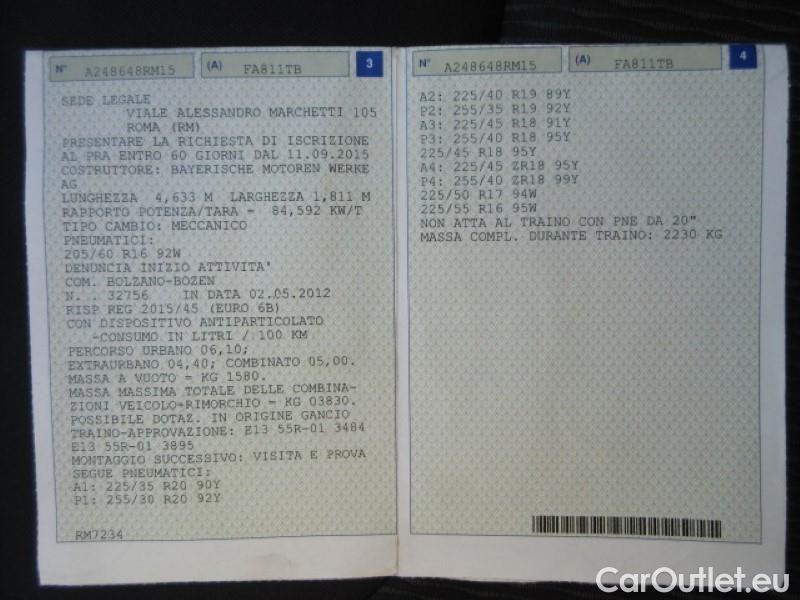 N° A248648RM15 (A) FA811TB 3
SEDE LEGALE
VIALE ALESSANDRO MARCHETTI 105
ROMA (RM)
PRESENTARE LA RICHIESTA DI ISCRIZIONE
AL PRA ENTRO 60 GIORNI DAL 11.09.2015
COSTRUTTORE: BAYERISCHE MOTOREN WERKE
AG
LUNGHEZZA 4,633 M LARGHEZZA 1,811 M
RAPPORTO POTENZA/TARA = 84,592 KW/T
TIPO CAMBIO: MECCANICO
PNEUMATICI:
205/60 R16 92W
DENUNCIA INIZIO ATTIVITA'
COM. BOLZANO-BOZEN
N. . 32756 IN DATA 02.05.2012
RISP REG 2015/45 (EURO 6B)
CON DISPOSITIVO ANTIPARTICOLATO
-CONSUMO IN LITRI / 100 KM
PERCORSO URBANO 06,10;
EXTRAURBANO 04,40; COMBINATO 05,00.
MASSA A VUOTO = KG 1580.
MASSA MASSIMA TOTALE DELLE COMBINA-
ZIONI VEICOLO+RIMORCHIO = KG 03830.
POSSIBILE DOTAZ. IN ORIGINE GANCIO
TRAINO-APPROVAZIONE: E13 55R-01 3484
E13 55R-01 3895
MONTAGGIO SUCCESSIVO: VISITA E PROVA
SEGUE PNEUMATICI:
A1: 225/35 R20 90Y
P1: 255/30 R20 92Y
RM7234
N° A248648RM15 (A) FA811TB 4
A2: 225/40 R19 89Y
P2: 255/35 R19 92Y
A3: 225/45 R18 91Y
P3: 255/40 R18 95Y
225/45 R18 95Y
A4: 225/45 ZR18 95Y
P4: 255/40 ZR18 99Y
225/50 R17 94W
225/55 R16 95W
NON ATTA AL TRAINO CON PNE DA 20"
MASSA COMPL. DURANTE TRAINO: 2230 KG
CarOutlet.eu